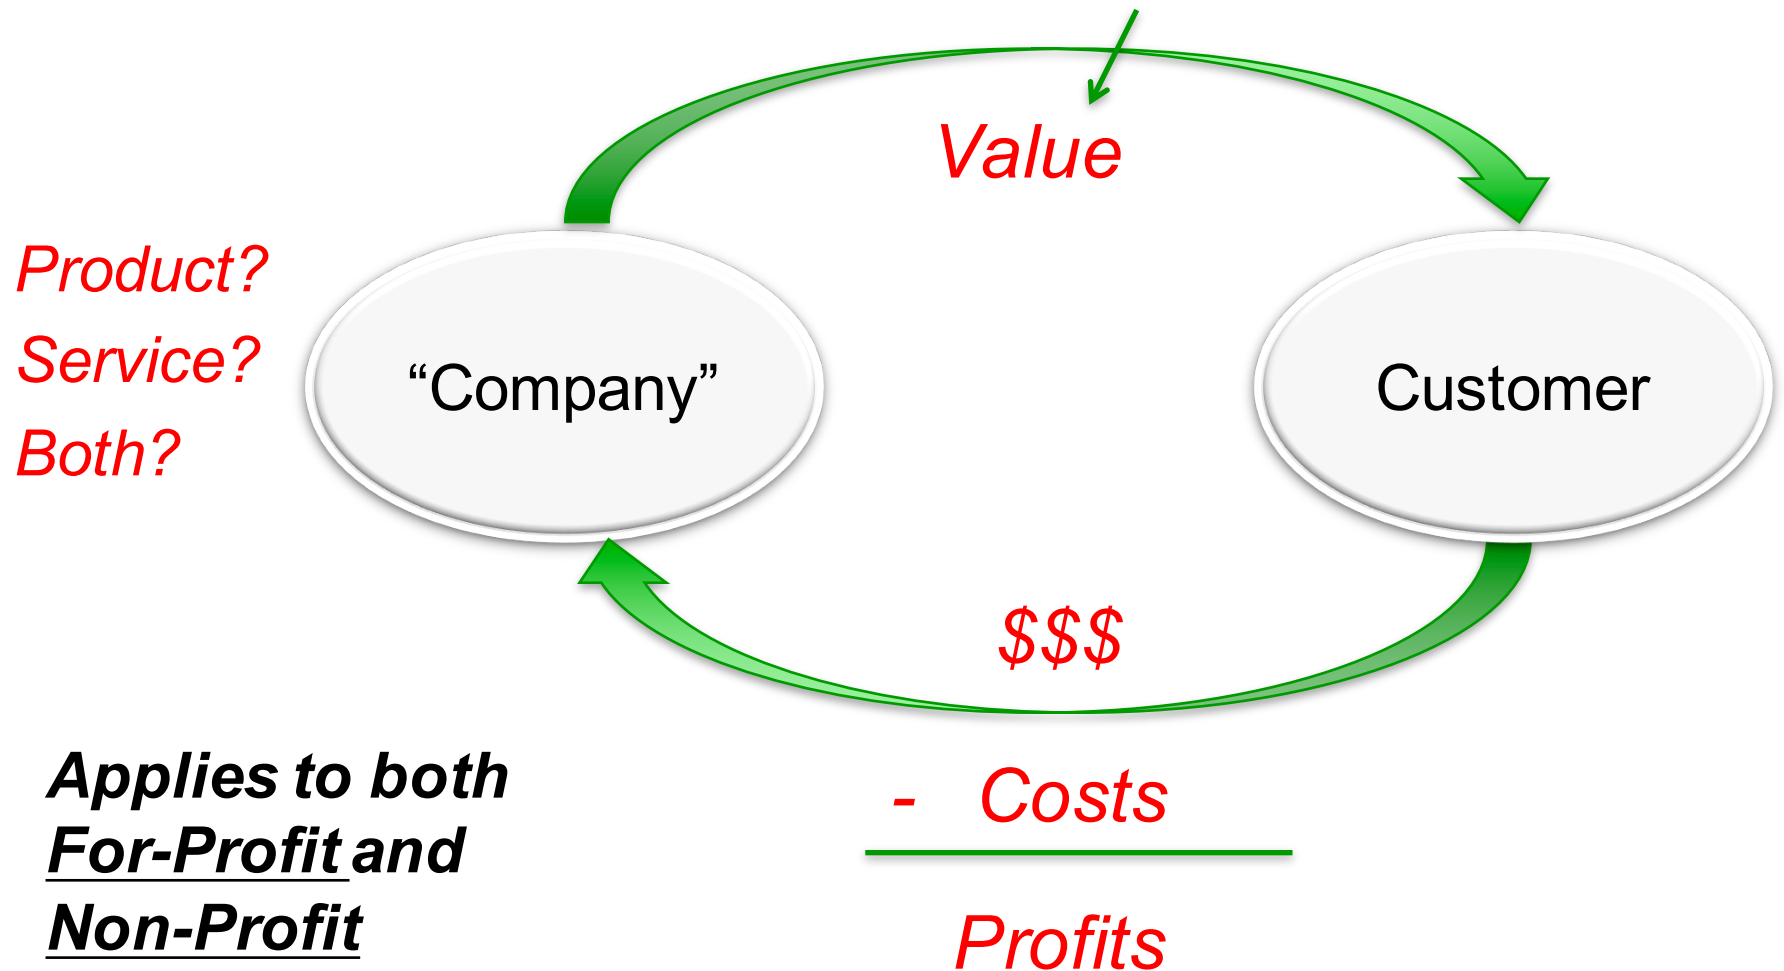 Value
Product?
Service?
Both?
“Company”
Customer
$$$
- Costs
Profits
Applies to both
For-Profit and
Non-Profit